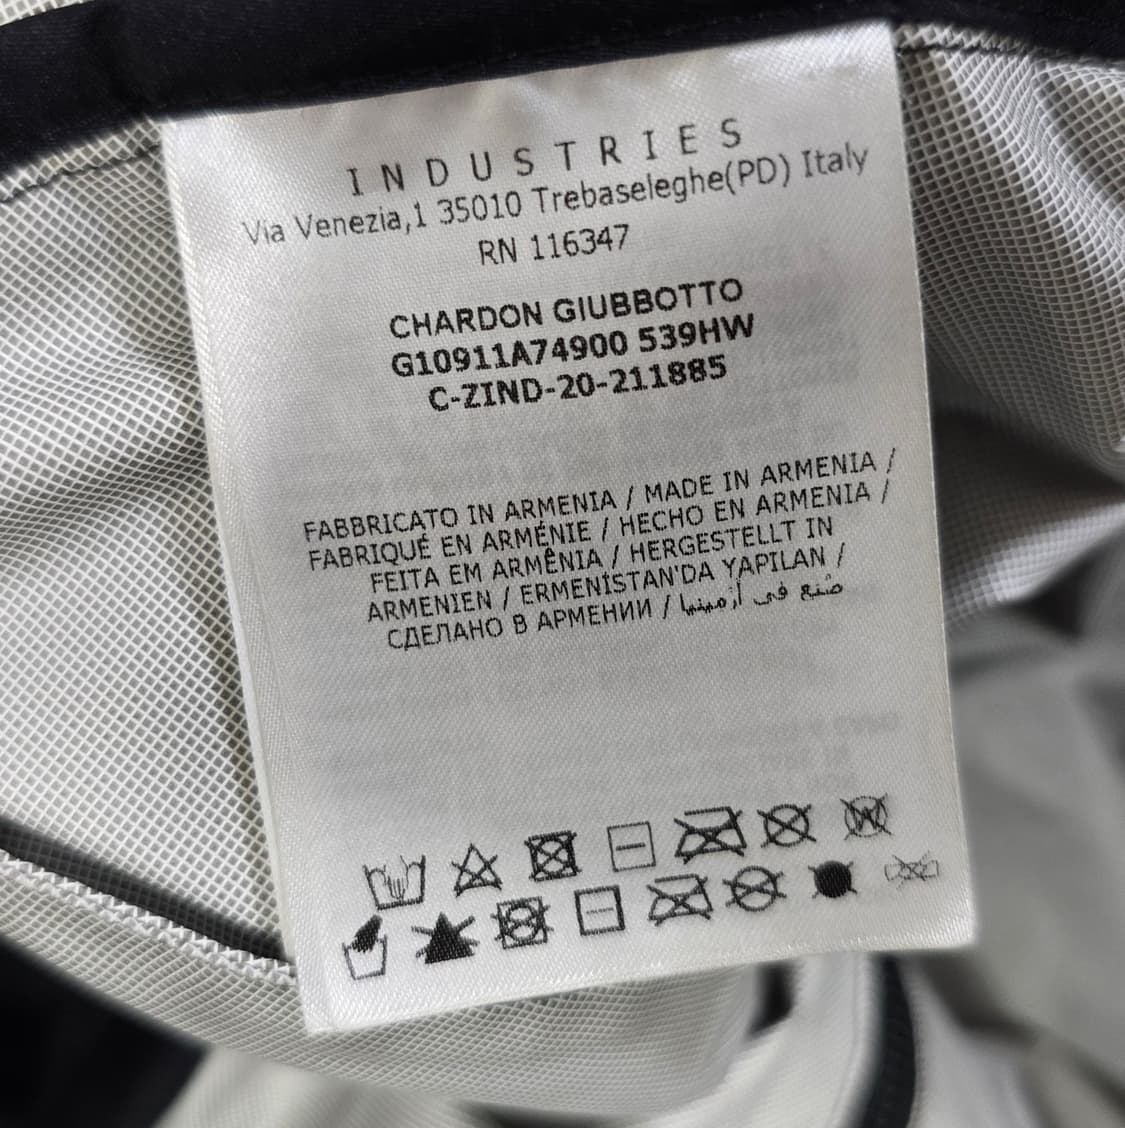 INDUSTRIES
Via Venezia,1 35010 Trebaseleghe(PD) Italy
RN 116347
CHARDON GIUBBOTTO
G10911A74900 539HW
C-ZIND-20-211885
FABBRICATO IN ARMENIA / MADE IN ARMENIA /
FABRIQUÉ EN ARMÉNIE / HECHO EN ARMENIA /
FEITA EM ARMÊNIA / HERGESTELLT IN
ARMENIEN / ERMENİSTAN'DA YAPILAN /
СДЕЛАНО В АРМЕНИИ / صُنع في أرمينيا